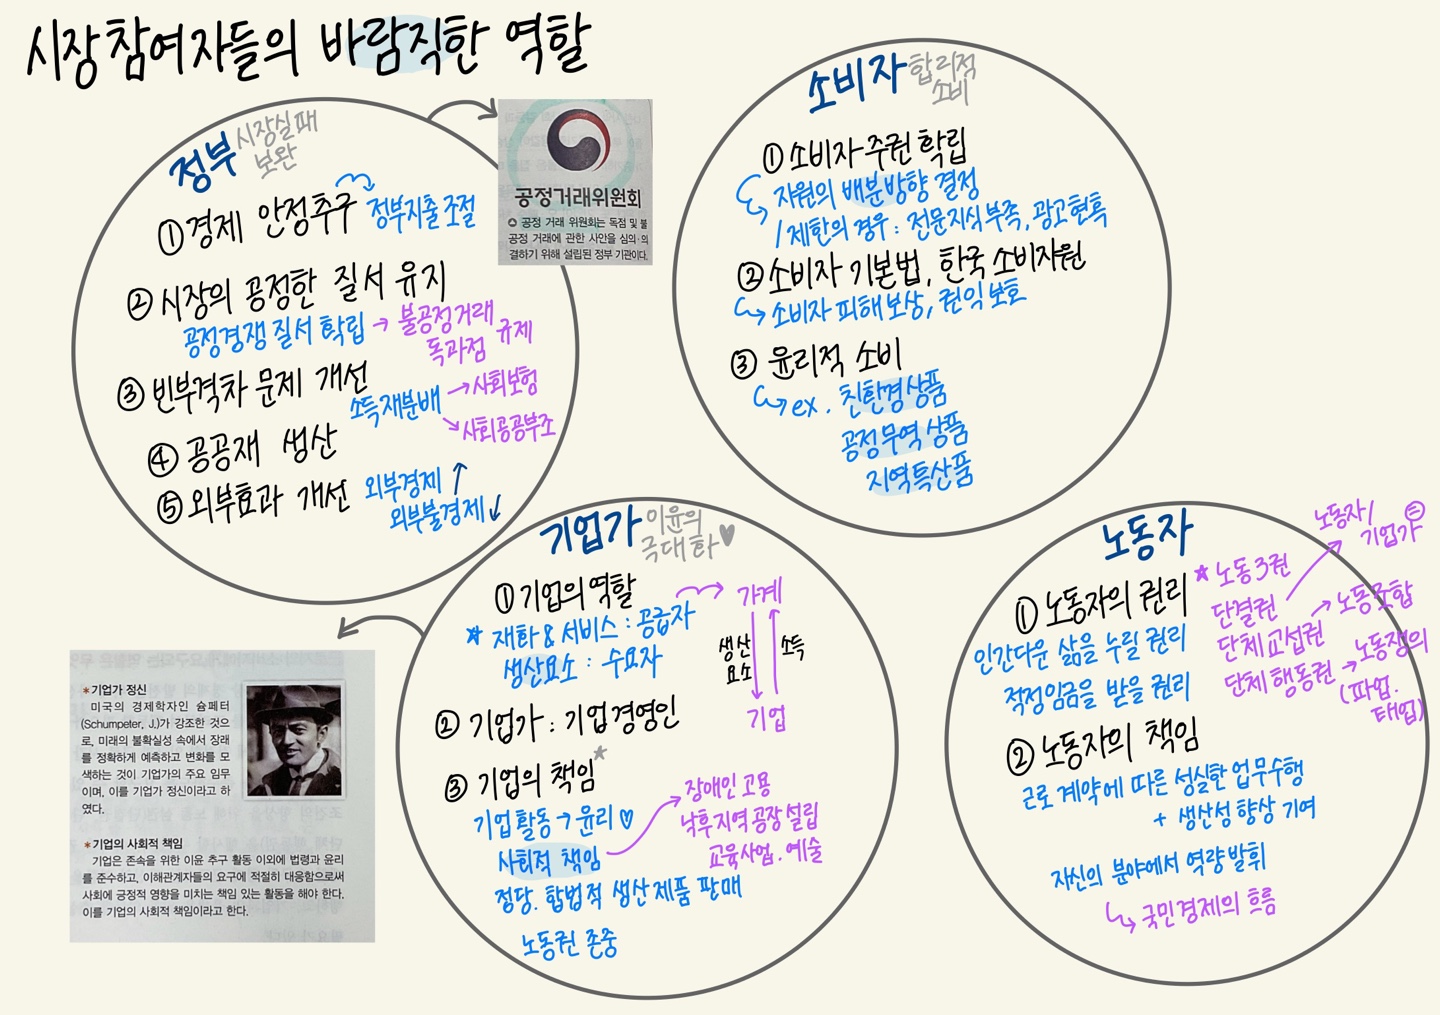 시장참여자들의 바람직한 역할
정부 시장실패
보완
①경제 안정추구 정부지출 조절
② 시장의 공정한 질서 유지
공정경쟁 질서 확립 → 불공정거래
독과점 규제
③ 빈부격차 문제 개선
소득재분배 → 사회보험
↘ 사회공공부조
④ 공공재 생산
⑤ 외부효과 개선 외부경제 ↑
외부불경제 ↓
공정거래위원회
공정 거래 위원회는 독점 및 불
공정 거래에 관한 사안을 심의·의
결하기 위해 설립된 정부 기관이다.
소비자 합리적
소비
① 소비자 주권 확립
자원의 배분방향 결정
/ 제한의 경우 : 전문지식 부족, 광고 현혹
② 소비자 기본법, 한국 소비자원
소비자 피해 보상, 권익 보호
③ 윤리적 소비
ex. 친환경상품
공정무역 상품
지역특산품
기업가 이윤의
극대화 ♥
① 기업의 역할
* 재화 & 서비스 : 공급자
생산요소 : 수요자
가계
생산
요소
소득
기업
② 기업가 : 기업 경영인
③ 기업의 책임*
기업 활동 → 윤리 ♡
사회적 책임
장애인 고용
낙후지역 공장 설립
교육사업. 예술
정당. 합법적 생산 제품 판매
노동권 존중
*기업가 정신
미국의 경제학자인 슘페터
(Schumpeter, J.)가 강조한 것으
로, 미래의 불확실성 속에서 장래
를 정확하게 예측하고 변화를 모
색하는 것이 기업가의 주요 임무
이며, 이를 기업가 정신이라고 하
였다.
*기업의 사회적 책임
기업은 존속을 위한 이윤 추구 활동 이외에 법령과 윤리
를 준수하고, 이해관계자들의 요구에 적절히 대응함으로써
사회에 긍정적 영향을 미치는 책임 있는 활동을 해야 한다.
이를 기업의 사회적 책임이라고 한다.
노동자
① 노동자의 권리
인간다운 삶을 누릴 권리
적정임금을 받을 권리
* 노동3권
단결권
단체 교섭권
단체 행동권
노동자 /
기업가 =
노동조합
노동쟁의
(파업.
태업)
② 노동자의 책임
근로 계약에 따른 성실한 업무수행
+ 생산성 향상 기여
자신의 분야에서 역량 발휘
국민경제의 흐름